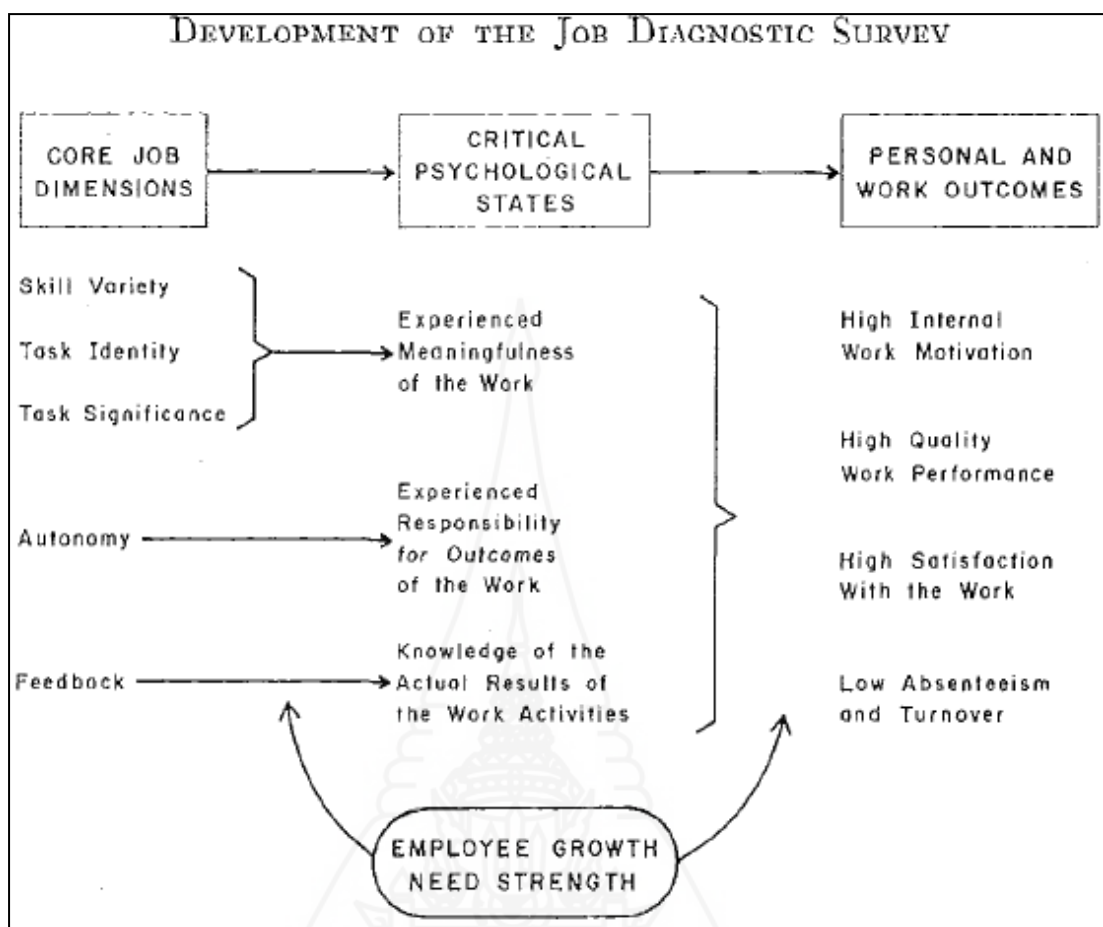 DEVELOPMENT OF THE JOB DIAGNOSTIC SURVEY
CORE JOB
DIMENSIONS
CRITICAL
PSYCHOLOGICAL
STATES
PERSONAL AND
WORK OUTCOMES
Skill Variety
Task Identity
Task Significance
Experienced
Meaningfulness
of the Work
High Internal
Work Motivation
High Quality
Work Performance
Autonomy
Experienced
Responsibility
for Outcomes
of the Work
High Satisfaction
With the Work
Feedback
Knowledge of the
Actual Results of
the Work Activities
Low Absenteeism
and Turnover
EMPLOYEE GROWTH
NEED STRENGTH